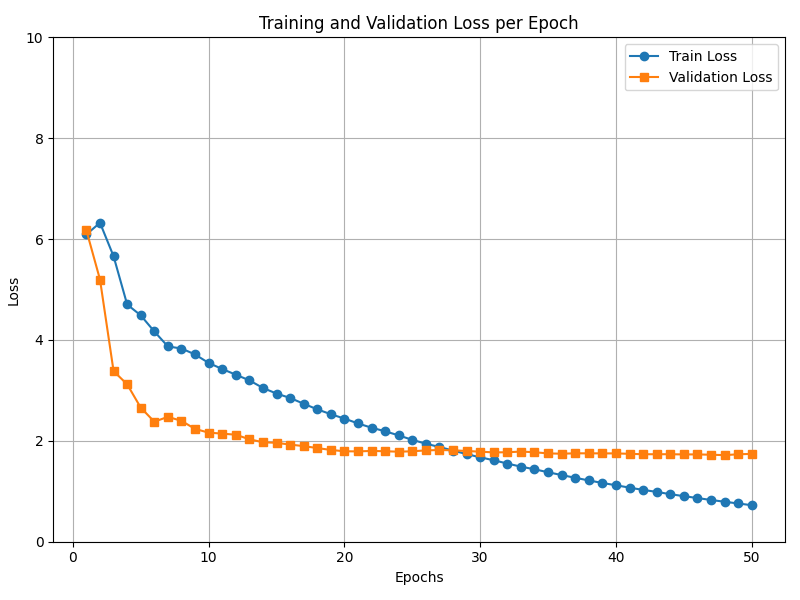 Training and Validation Loss per Epoch
Train Loss
Validation Loss
10
8
6
4
2
0
Loss
0 10 20 30 40 50
Epochs